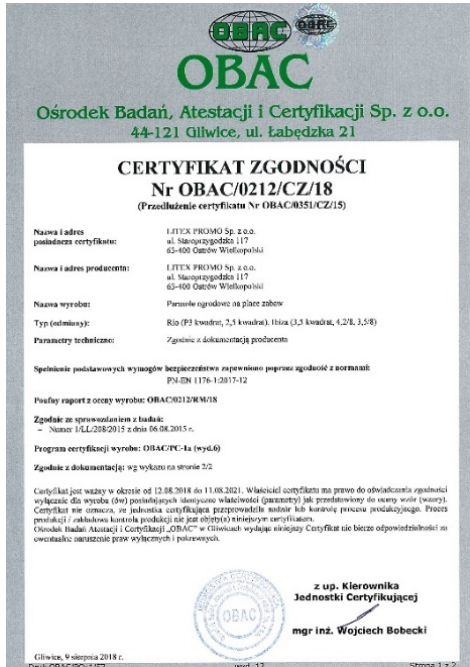 OBAC
OBAC
OBAC
Ośrodek Badań, Atestacji i Certyfikacji Sp. z o.o.
44-121 Gliwice, ul. Łabędzka 21
CERTYFIKAT ZGODNOŚCI
Nr OBAC/0212/CZ/18
(Przedłużenie certyfikatu Nr OBAC/0351/CZ/15)
Nazwa i adres
posiadacza certyfikatu:
LITEX PROMO Sp. z o.o.
ul. Staroprzygodzka 117
63-400 Ostrów Wielkopolski
Nazwa i adres producenta:
LITEX PROMO Sp. z o.o.
ul. Staroprzygodzka 117
63-400 Ostrów Wielkopolski
Nazwa wyrobu:
Parasole ogrodowe na place zabaw
Typ (odmiany):
Rio (P3 kwadrat, 2,5 kwadrat), Ibiza (3,5 kwadrat, 4,2/8, 3,5/8)
Parametry techniczne:
Zgodnie z dokumentacją producenta
Spełnienie podstawowych wymogów bezpieczeństwa zapewniono poprzez zgodność z normami:
PN-EN 1176-1:2017-12
Poufny raport z oceny wyrobu: OBAC/0212/RM/18
Zgodnie ze sprawozdaniem z badań:
– Numer 1/LL/208/2015 z dnia 06.08.2015 r.
Program certyfikacji wyrobu: OBAC/PC-1a (wyd.6)
Zgodnie z dokumentacją: wg wykazu na stronie 2/2
Certyfikat jest ważny w okresie od 12.08.2018 do 11.08.2021. Właściciel certyfikatu ma prawo do oświadczania zgodności
wyłącznie dla wyrobu (ów) posiadających identyczne właściwości (parametry) jak przedstawiony do oceny wzór (wzory).
Certyfikat nie oznacza, że jednostka certyfikująca przeprowadziła nadzór lub kontrolę procesu produkcyjnego. Proces
produkcji / zakładowa kontrola produkcji nie jest objęty(a) niniejszym certyfikatem.
Ośrodek Badań Atestacji i Certyfikacji „OBAC" w Gliwicach wydając niniejszy Certyfikat nie bierze odpowiedzialności za
ewentualne naruszenie praw wyłącznych i pokrewnych.
OBAC
z up. Kierownika
Jednostki Certyfikującej
mgr inż. Wojciech Bobecki
Gliwice, 9 sierpnia 2018 r.
Strona 1 z 2